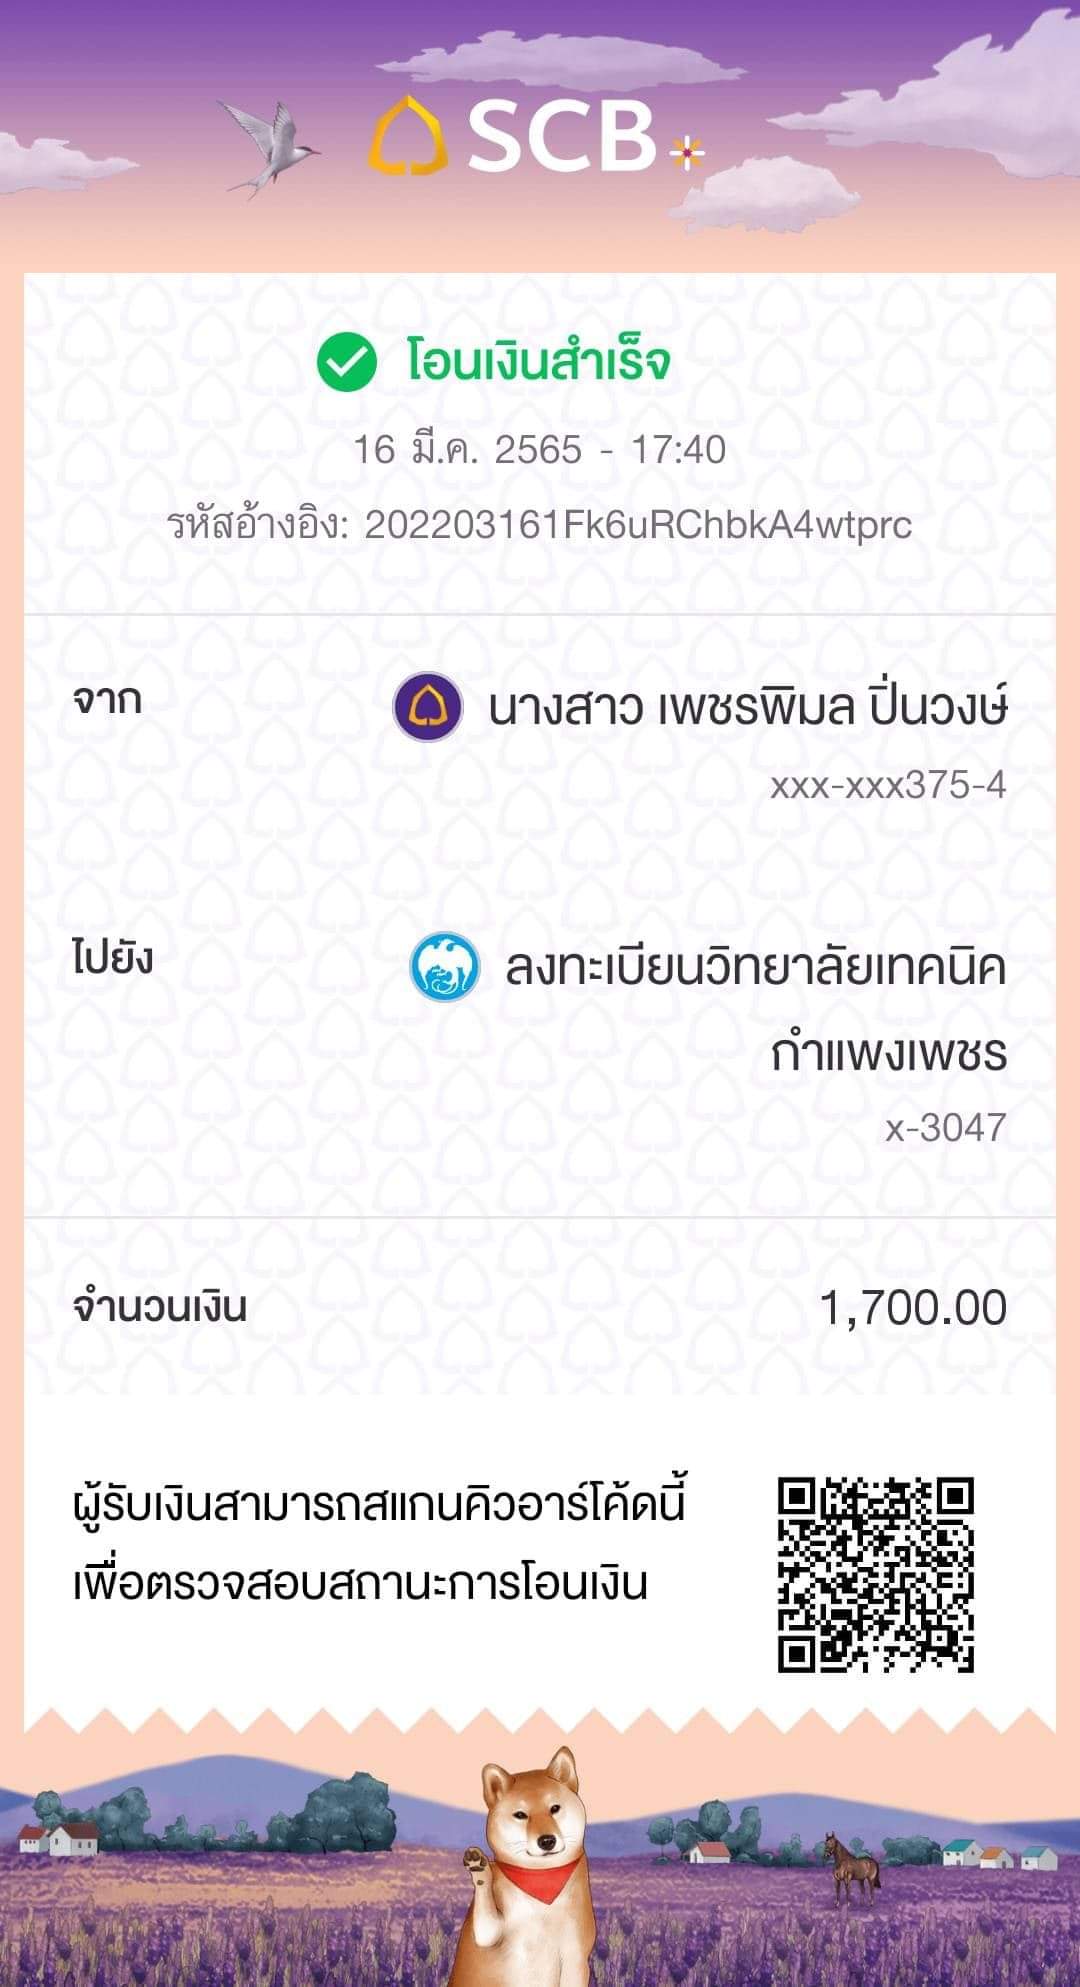 SCB
โอนเงินสำเร็จ
16 มี.ค. 2565 - 17:40
รหัสอ้างอิง: 202203161Fk6uRChbkA4wtprc
จาก
นางสาว เพชรพิมล ปิ่นวงษ์
xxx-xxx375-4
ไปยัง
ลงทะเบียนวิทยาลัยเทคนิค
กำแพงเพชร
x-3047
จำนวนเงิน
1,700.00
ผู้รับเงินสามารถสแกนคิวอาร์โค้ดนี้
เพื่อตรวจสอบสถานะการโอนเงิน